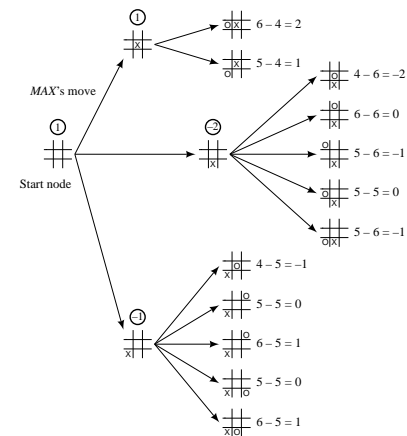 1
O X 6 – 4 = 2
X
X 5 – 4 = 1
O
MAX's move
O 4 – 6 = –2
X
1
–2
O 6 – 6 = 0
X
X
O 5 – 6 = –1
X
Start node
O 5 – 5 = 0
X
5 – 6 = –1
O X
O 4 – 5 = –1
X
O
5 – 5 = 0
X
–1
O
6 – 5 = 1
X
X
5 – 5 = 0
X O
6 – 5 = 1
X O